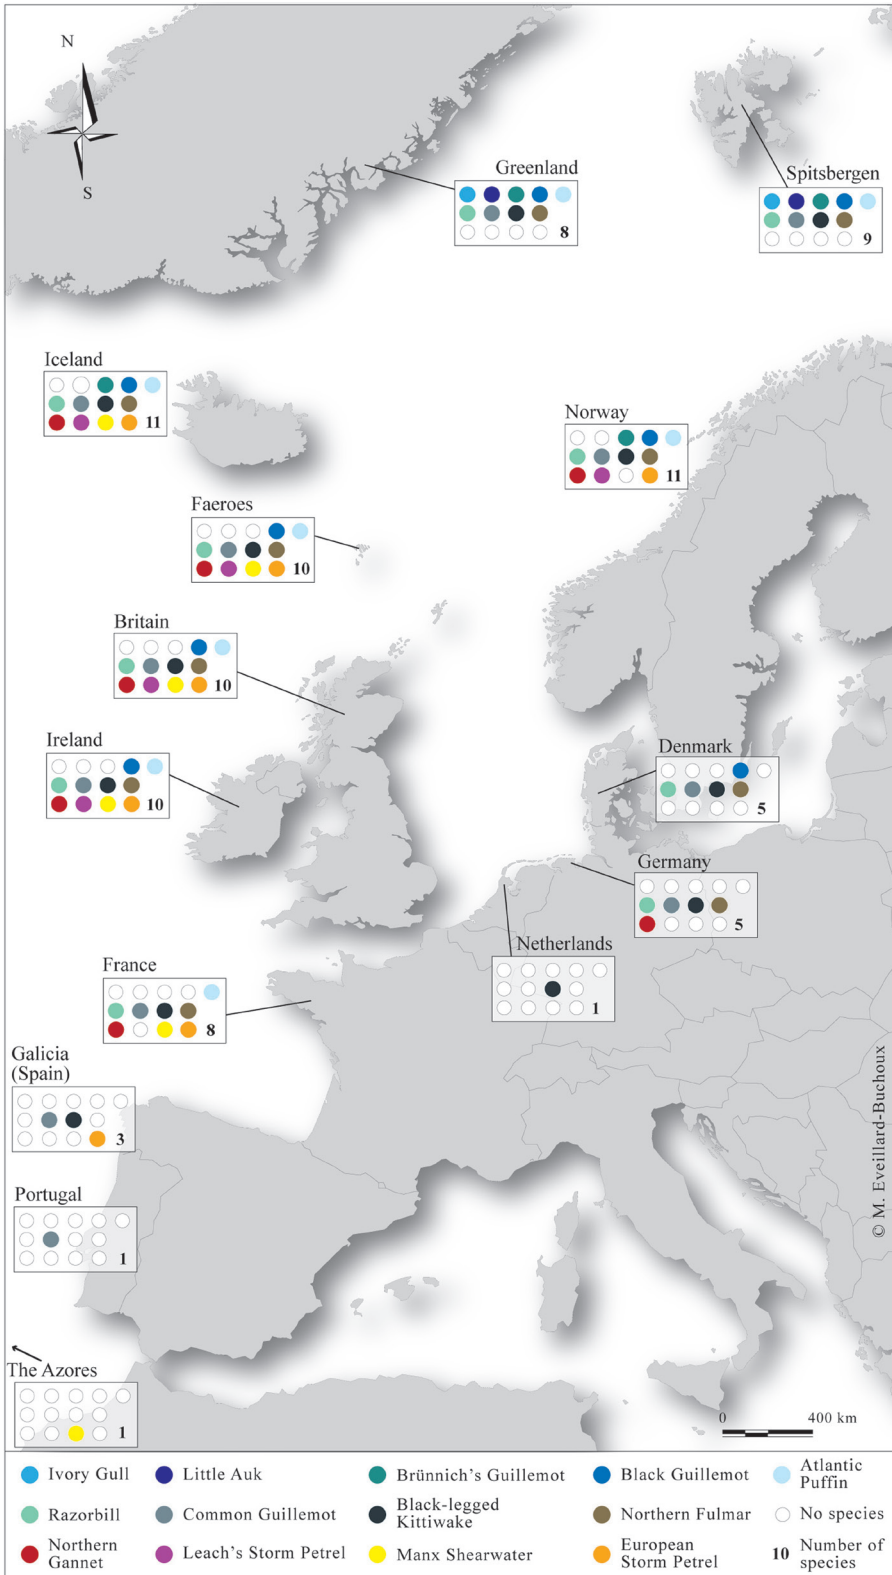 N
S
Greenland
8
Spitsbergen
9
Iceland
11
Norway
11
Faeroes
10
Britain
10
Ireland
10
Denmark
5
Germany
5
Netherlands
1
France
8
Galicia
(Spain)
3
Portugal
1
The Azores
1
© M. Eveillard-Buchoux
0 400 km
Ivory Gull
Little Auk
Brünnich's Guillemot
Black Guillemot
Atlantic
Puffin
Razorbill
Common Guillemot
Black-legged
Kittiwake
Northern Fulmar
No species
Northern
Gannet
Leach's Storm Petrel
Manx Shearwater
European
Storm Petrel
10 Number of
species